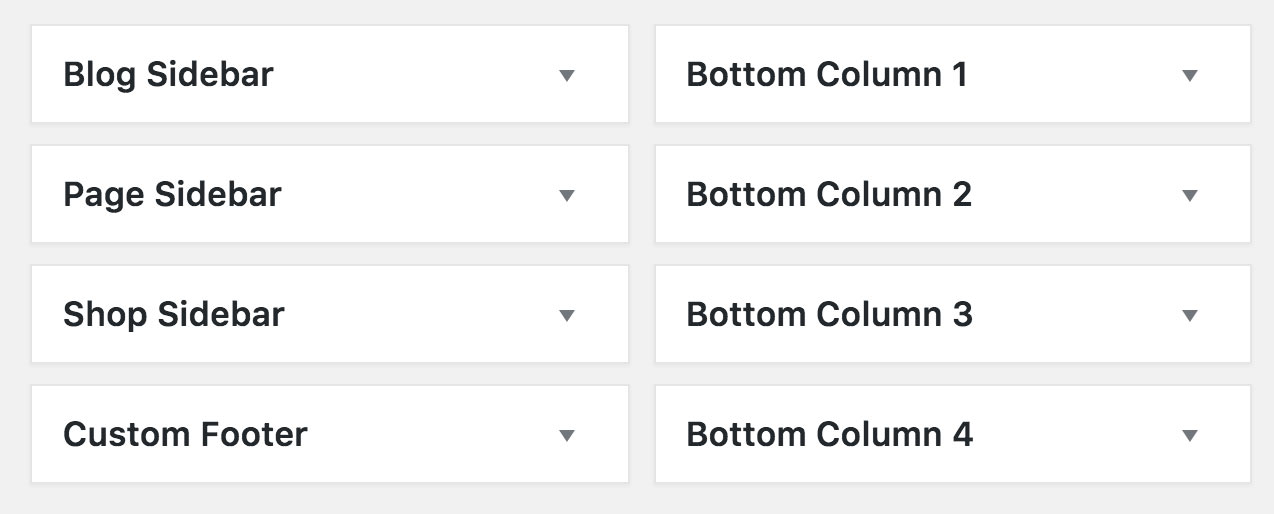 Blog Sidebar
Bottom Column 1
Page Sidebar
Bottom Column 2
Shop Sidebar
Bottom Column 3
Custom Footer
Bottom Column 4